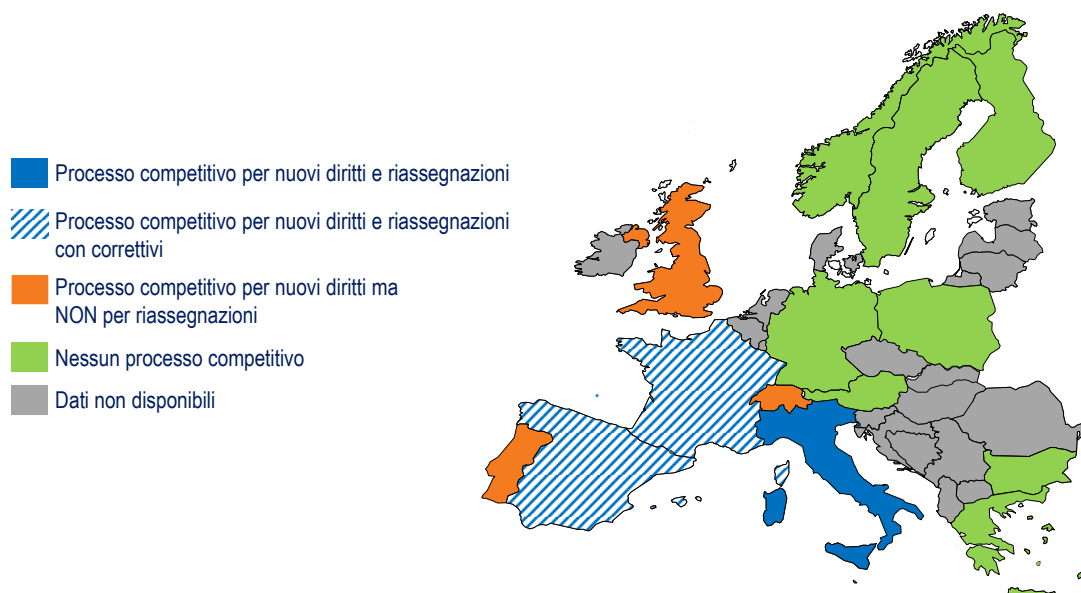 Processo competitivo per nuovi diritti e riassegnazioni
Processo competitivo per nuovi diritti e riassegnazioni
con correttivi
Processo competitivo per nuovi diritti ma
NON per riassegnazioni
Nessun processo competitivo
Dati non disponibili